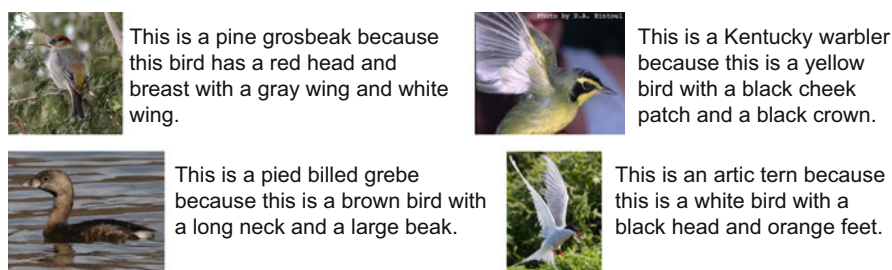 This is a pine grosbeak because
this bird has a red head and
breast with a gray wing and white
wing.
Photo by D.A. Rintoul
This is a Kentucky warbler
because this is a yellow
bird with a black cheek
patch and a black crown.
This is a pied billed grebe
because this is a brown bird with
a long neck and a large beak.
This is an artic tern because
this is a white bird with a
black head and orange feet.